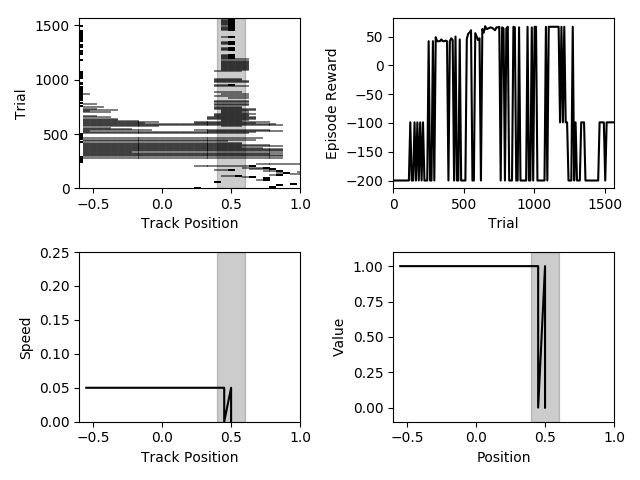 1500
1000
500
0
Trial
−0.5 0.0 0.5 1.0
Track Position
50
0
−50
−100
−150
−200
Episode Reward
0 500 1000 1500
Trial
0.25
0.20
0.15
0.10
0.05
0.00
Speed
−0.5 0.0 0.5 1.0
Track Position
1.00
0.75
0.50
0.25
0.00
Value
−0.5 0.0 0.5 1.0
Position